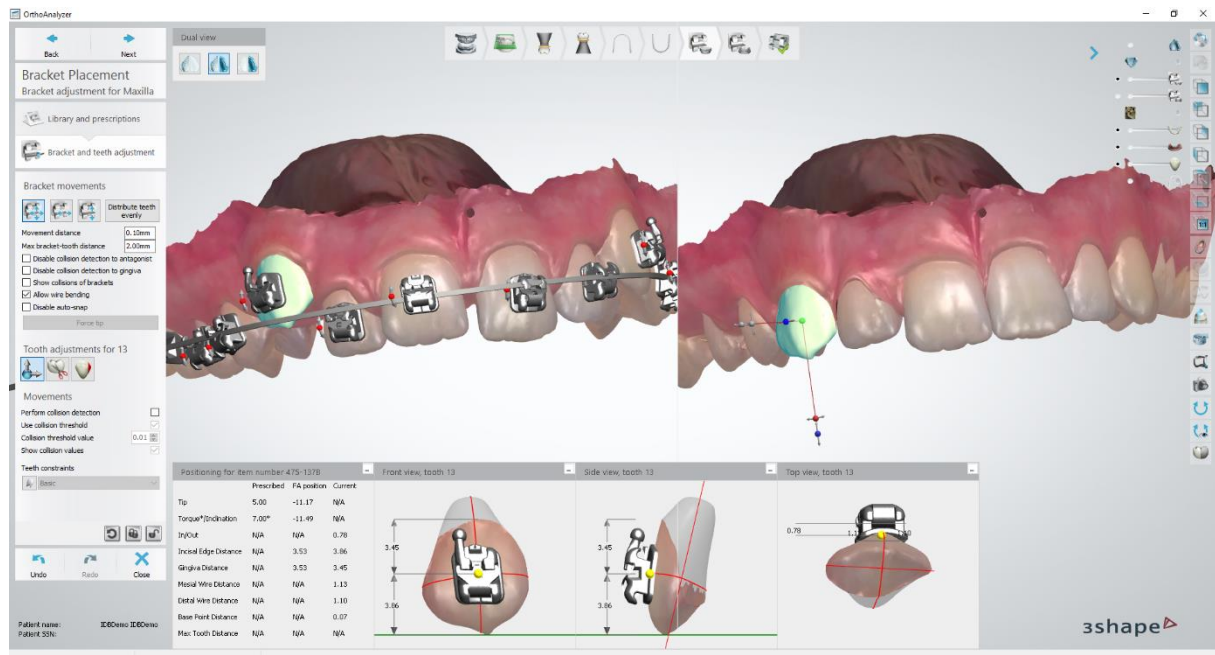 OrthoAnalyzer
Back
Next
Bracket Placement
Bracket adjustment for Maxilla
Library and prescriptions
Bracket and teeth adjustment
Bracket movements
Distribute teeth
evenly
Movement distance 0.10mm
Max bracket-tooth distance 2.00mm
Disable collision detection to antagonist
Disable collision detection to gingiva
Show collisions of brackets
Allow wire bending
Disable auto-snap
Force tip
Tooth adjustments for 13
Movements
Perform collision detection
Use collision threshold
Collision threshold value 0.01
Show collision values
Teeth constraints
Basic
Undo
Redo
Close
Patient name: IDBDemo IDBDemo
Patient SSN:
Dual view
Positioning for item number 475-1378
Prescribed FA position Current
Tip 5.00 -11.17 N/A
Torque*/Inclination 7.00° -11.49 N/A
In/Out N/A N/A 0.78
Incisal Edge Distance N/A 3.53 3.86
Gingiva Distance N/A 3.53 3.45
Mesial Wire Distance N/A N/A 1.13
Distal Wire Distance N/A N/A 1.10
Base Point Distance N/A N/A 0.07
Max Tooth Distance N/A N/A N/A
Front view, tooth 13
3.45
3.86
Side view, tooth 13
3.45
3.86
Top view, tooth 13
0.78
3shape